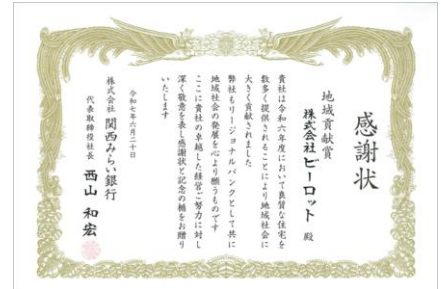 感謝状
地域貢献賞
株式会社ビーロット 殿
貴社は令和六年度において良質な住宅を
数多く提供されることにより地域社会に
大きく貢献されました
弊社もリージョナルバンクとして共に
地域社会の発展を心より願うものです
ここに貴社の卓越した経営ご努力に対し
深く敬意を表し感謝状と記念の楯をお贈り
いたします
令和七年六月二十日
株式会社 関西みらい銀行
代表取締役社長 西山 和宏